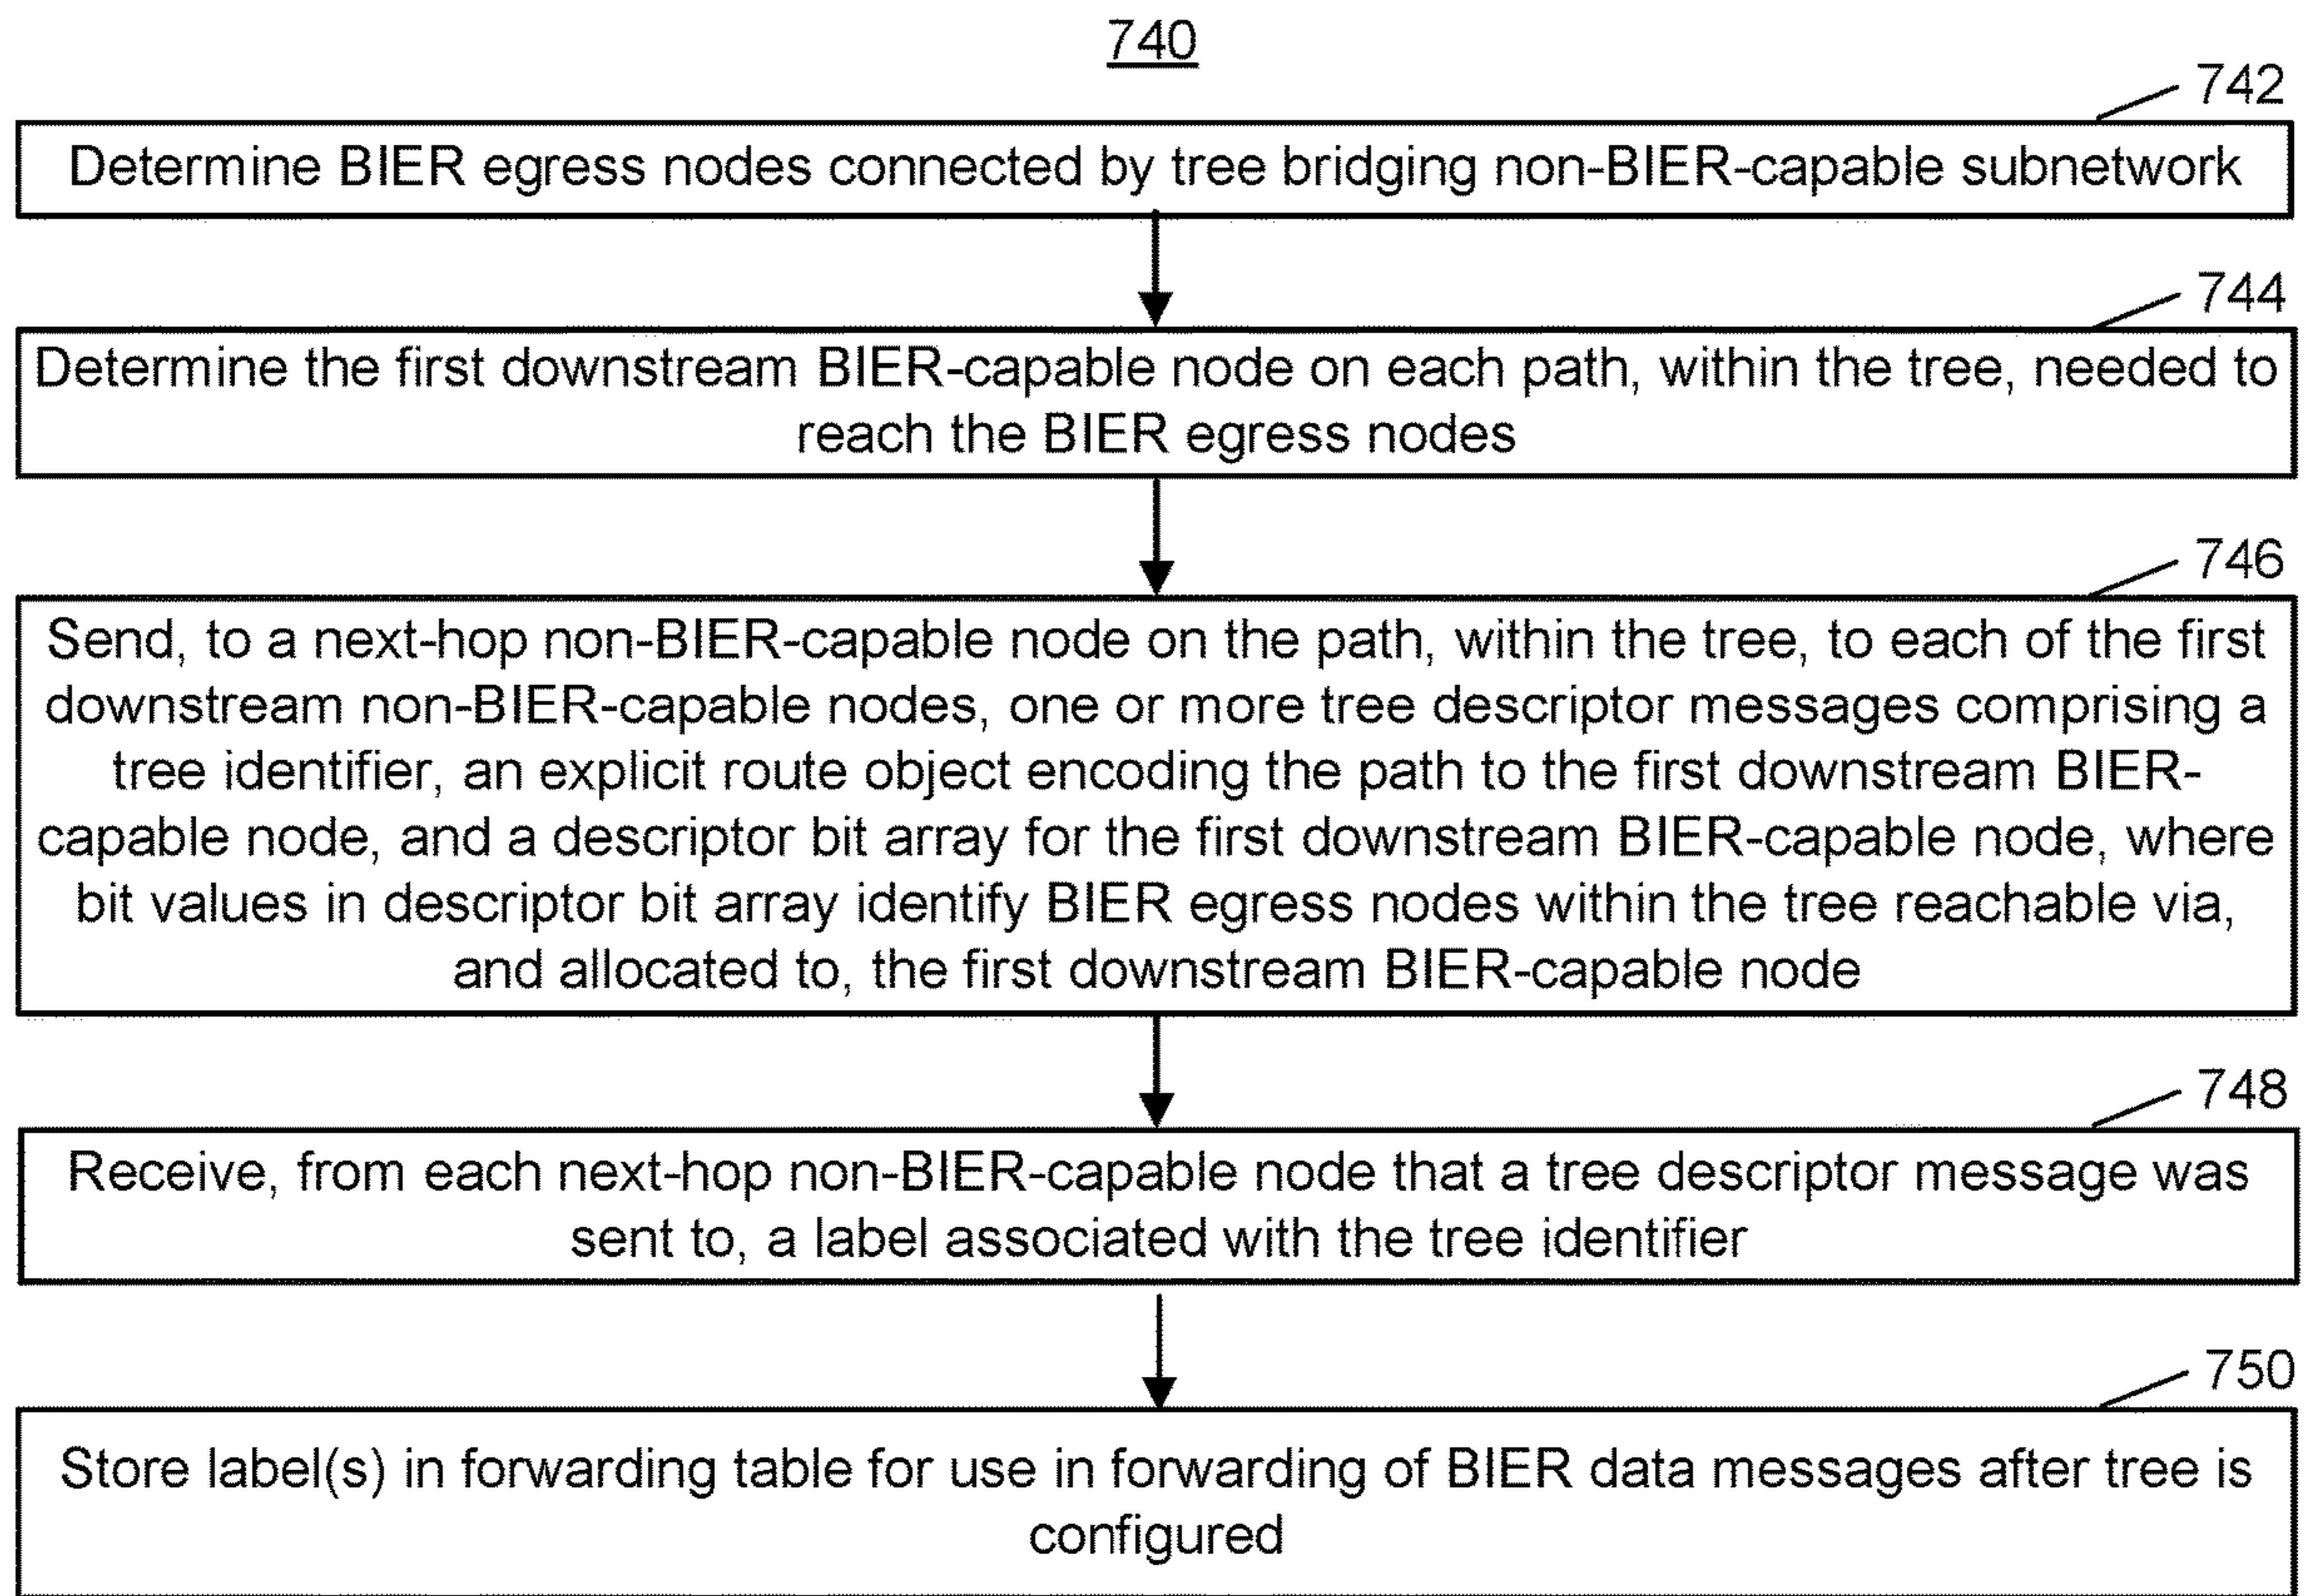 740
742
Determine BIER egress nodes connected by tree bridging non-BIER-capable subnetwork
744
Determine the first downstream BIER-capable node on each path, within the tree, needed to
reach the BIER egress nodes
746
Send, to a next-hop non-BIER-capable node on the path, within the tree, to each of the first
downstream non-BIER-capable nodes, one or more tree descriptor messages comprising a
tree identifier, an explicit route object encoding the path to the first downstream BIER-
capable node, and a descriptor bit array for the first downstream BIER-capable node, where
bit values in descriptor bit array identify BIER egress nodes within the tree reachable via,
and allocated to, the first downstream BIER-capable node
748
Receive, from each next-hop non-BIER-capable node that a tree descriptor message was
sent to, a label associated with the tree identifier
750
Store label(s) in forwarding table for use in forwarding of BIER data messages after tree is
configured